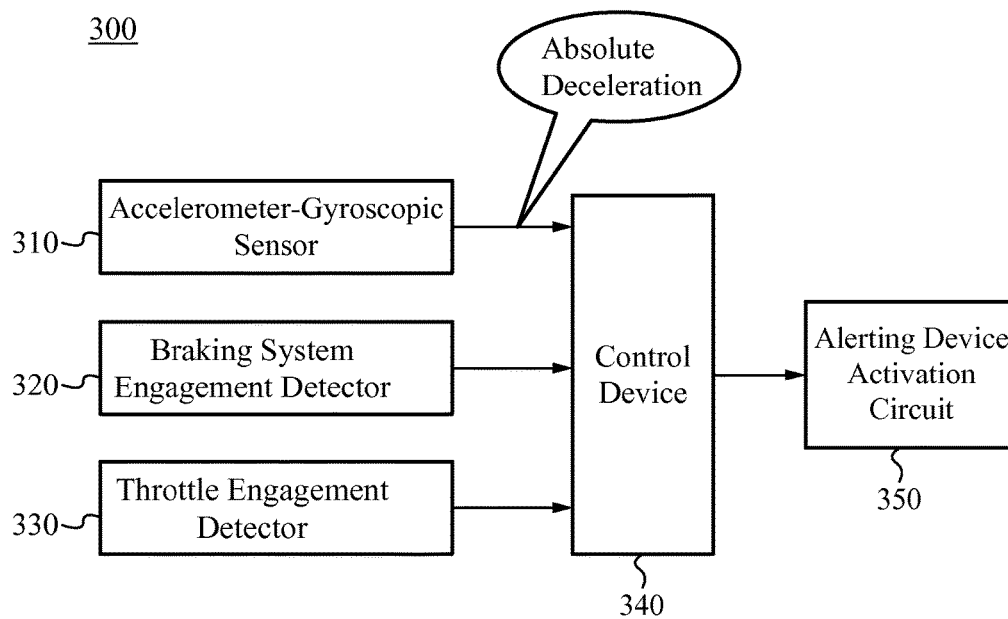 300
Absolute
Deceleration
Accelerometer-Gyroscopic
Sensor
310
Braking System
Engagement Detector
320
Throttle Engagement
Detector
330
Control
Device
340
Alerting Device
Activation
Circuit
350